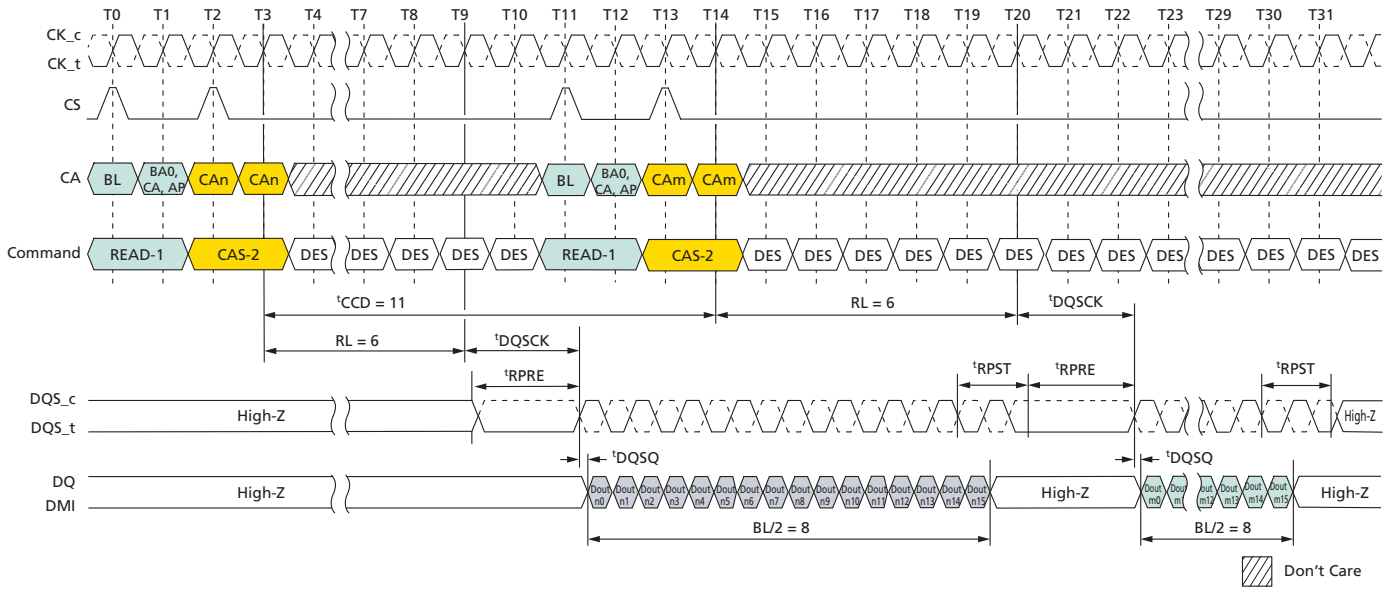 T0 T1 T2 T3 T4 T7 T8 T9 T10 T11 T12 T13 T14 T15 T16 T17 T18 T19 T20 T21 T22 T23 T29 T30 T31
CK_c
CK_t
CS
CA BL BA0, CA, AP CAn CAn BL BA0, CA, AP CAm CAm
Command READ-1 CAS-2 DES DES DES DES DES READ-1 CAS-2 DES DES DES DES DES DES DES DES DES DES DES DES DES
tCCD = 11 RL = 6 tDQSCK
RL = 6 tDQSCK
tRPRE tRPST tRPRE tRPST
DQS_c
High-Z High-Z
DQS_t
tDQSQ tDQSQ
DQ
High-Z Dout n0 Dout n1 Dout n2 Dout n3 Dout n4 Dout n5 Dout n6 Dout n7 Dout n8 Dout n9 Dout n10 Dout n11 Dout n12 Dout n13 Dout n14 Dout n15 High-Z Dout m0 Dout m12 Dout m13 Dout m14 Dout m15 High-Z
DMI
BL/2 = 8 BL/2 = 8
Don't Care